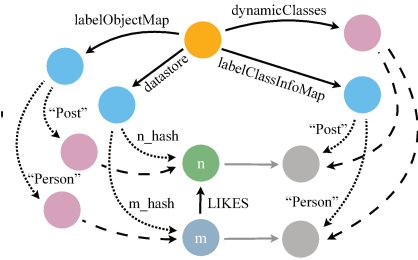 dynamicClasses
labelObjectMap
datastore
labelClassInfoMap
"Post"
n_hash
"Post"
n
"Person"
m_hash
LIKES
"Person"
m